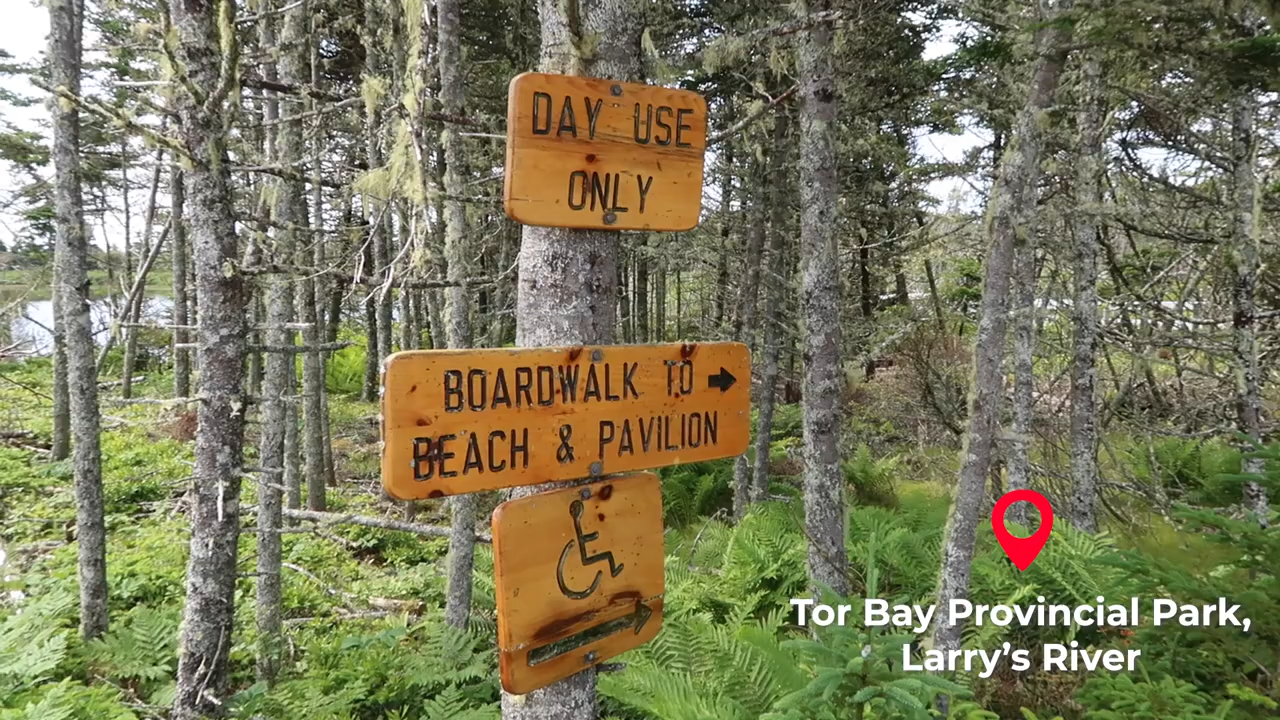 DAY USE
ONLY
BOARDWALK TO
BEACH & PAVILION
Tor Bay Provincial Park,
Larry's River